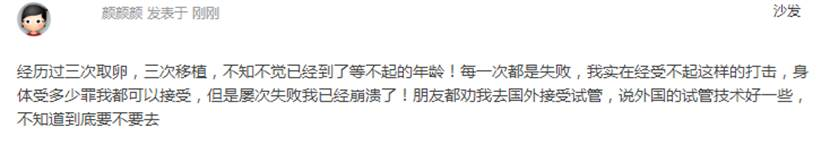 颜颜颜 发表于 刚刚 沙发
经历过三次取卵，三次移植，不知不觉已经到了等不起的年龄！每一次都是失败，我实在经受不起这样的打击，身
体受多少罪我都可以接受，但是屡次失败我已经崩溃了！朋友都劝我去国外接受试管，说外国的试管技术好一些，
不知道到底要不要去